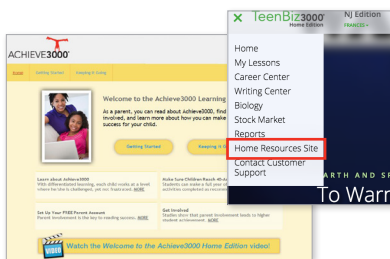 ACHIEVE3000
Home Getting Started Keeping it Going
Welcome to the Achieve3000 Learning
As a parent, you can read about Achieve3000, find
involved, and learn more about how you can make
success for your child.
Getting Started Keeping it
Learn about Achieve3000
With differentiated learning, each child works at a level
where he/she is challenged, yet not frustrated. MORE
Make Sure Children Reach 40
Students can make a full year of
activities completed as
Set Up Your FREE Parent Account
Parent involvement is the key to reading success. MORE
Get Involved
Studies show that parent involvement leads to higher
student achievement. MORE
VIDEO
Watch the Welcome to the Achieve3000 Home Edition video!
× TeenBiz3000
Home Edition
NJ Edition
FRANCES
Home
My Lessons
Career Center
Writing Center
Biology
Stock Market
Reports
Home Resources Site
Contact Customer
Support
ARTH AND SP
To Warr